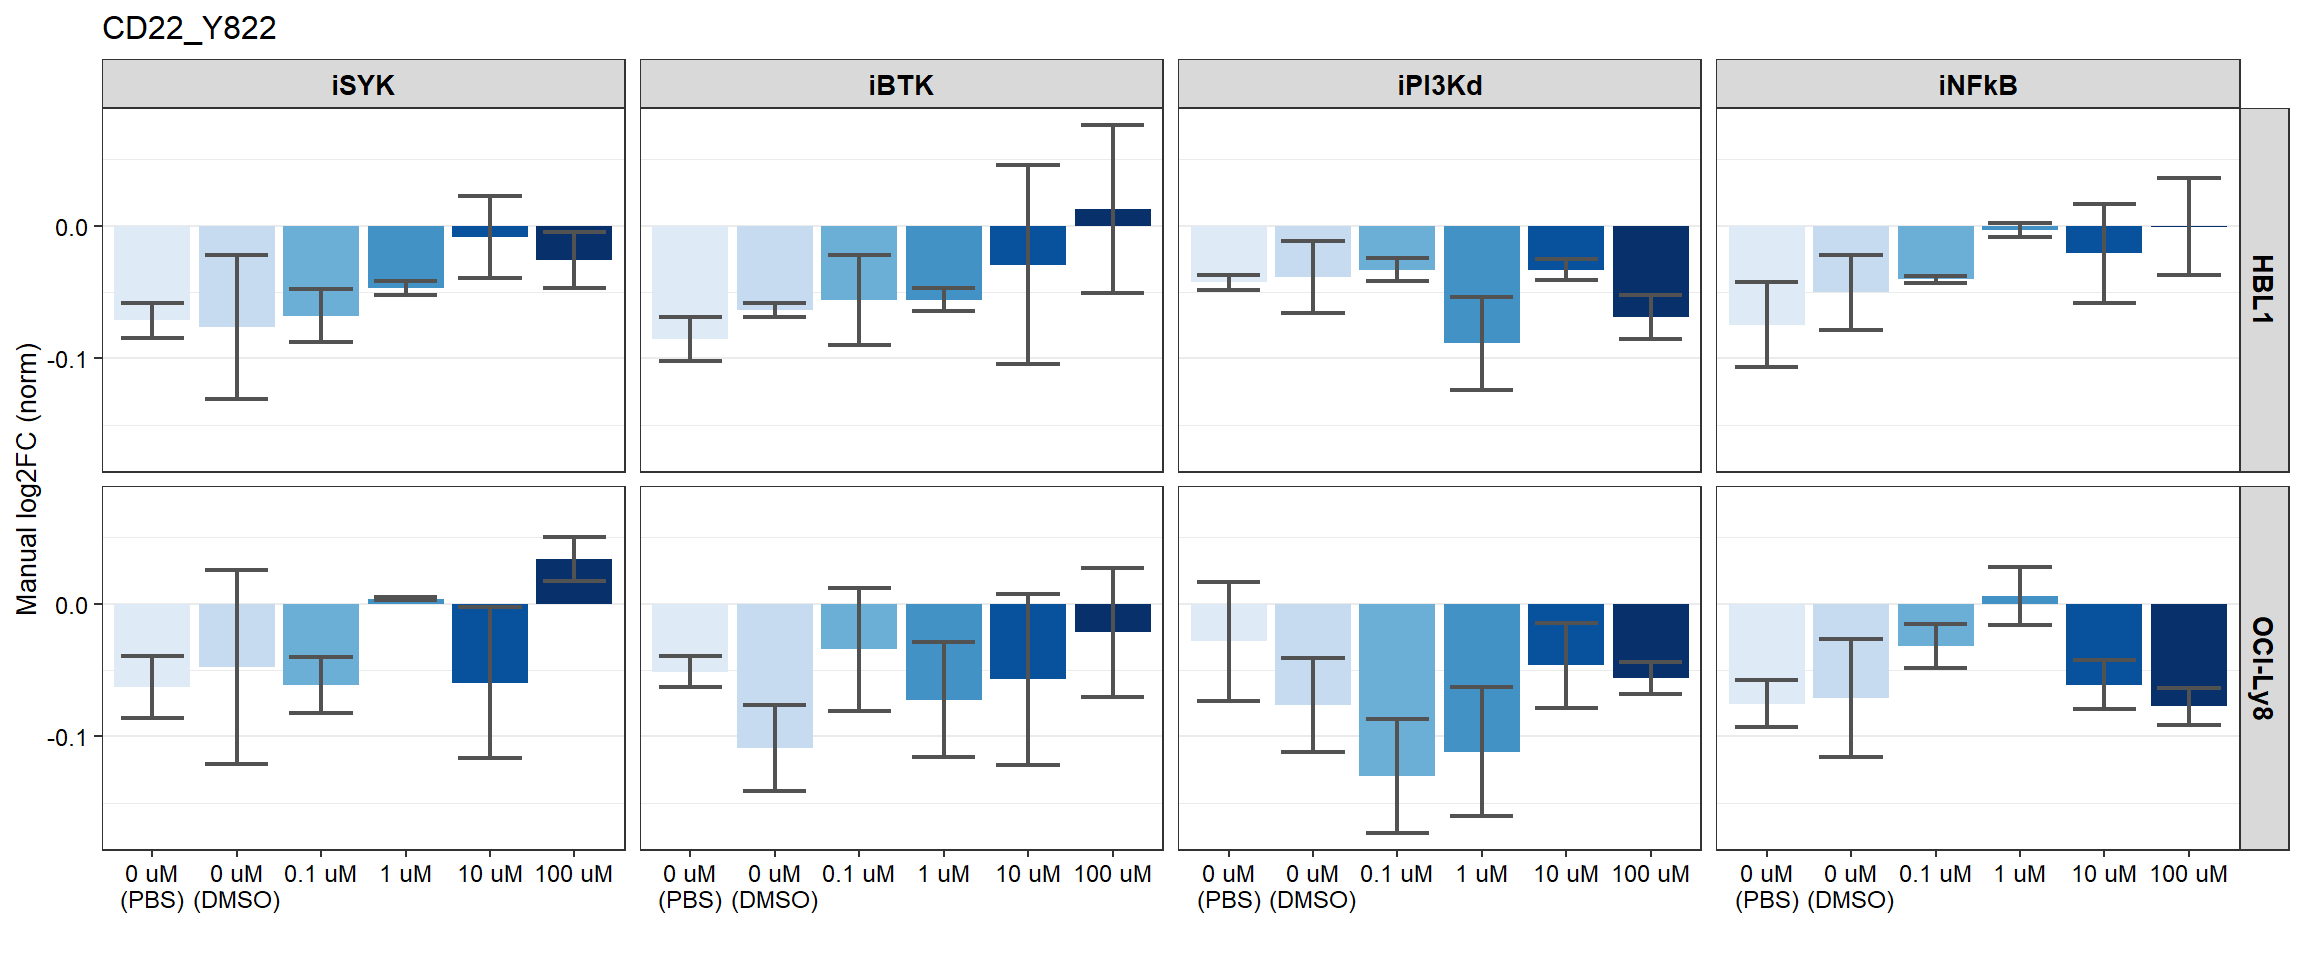 CD22_Y822
iSYK
iBTK
iPI3Kd
iNFkB
Manual log2FC (norm)
0.0
-0.1
HBL1
0.0
-0.1
OCI-Ly8
0 uM (PBS)
0 uM (DMSO)
0.1 uM
1 uM
10 uM
100 uM
0 uM (PBS)
0 uM (DMSO)
0.1 uM
1 uM
10 uM
100 uM
0 uM (PBS)
0 uM (DMSO)
0.1 uM
1 uM
10 uM
100 uM
0 uM (PBS)
0 uM (DMSO)
0.1 uM
1 uM
10 uM
100 uM